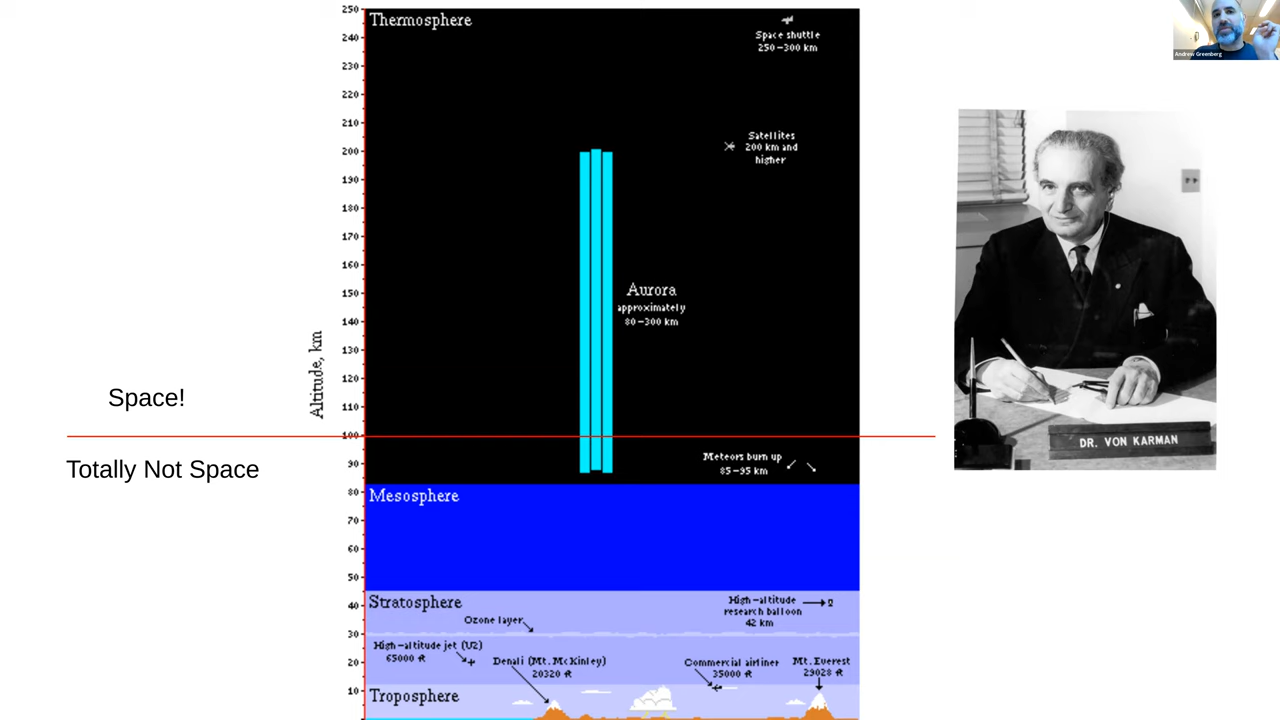 250
Thermosphere
Space shuttle
250-300 km
240
230
220
210
Satellites
200 km and
higher
200
190
180
170
160
150
Aurora
approximately
80-300 km
140
130
120
110
100
90
80
70
60
50
40
30
20
10
Altitude, km
Space!
Totally Not Space
Meteors burn up
85-95 km
Mesosphere
Stratosphere
High-altitude
research balloon
42 km
Ozone layer
High-altitude jet (U2)
65000 ft
Denali (Mt. McKinley)
20320 ft
Commercial airliner
35000 ft
Mt. Everest
29028 ft
Troposphere
DR. VON KARMAN
Andrew Greenberg